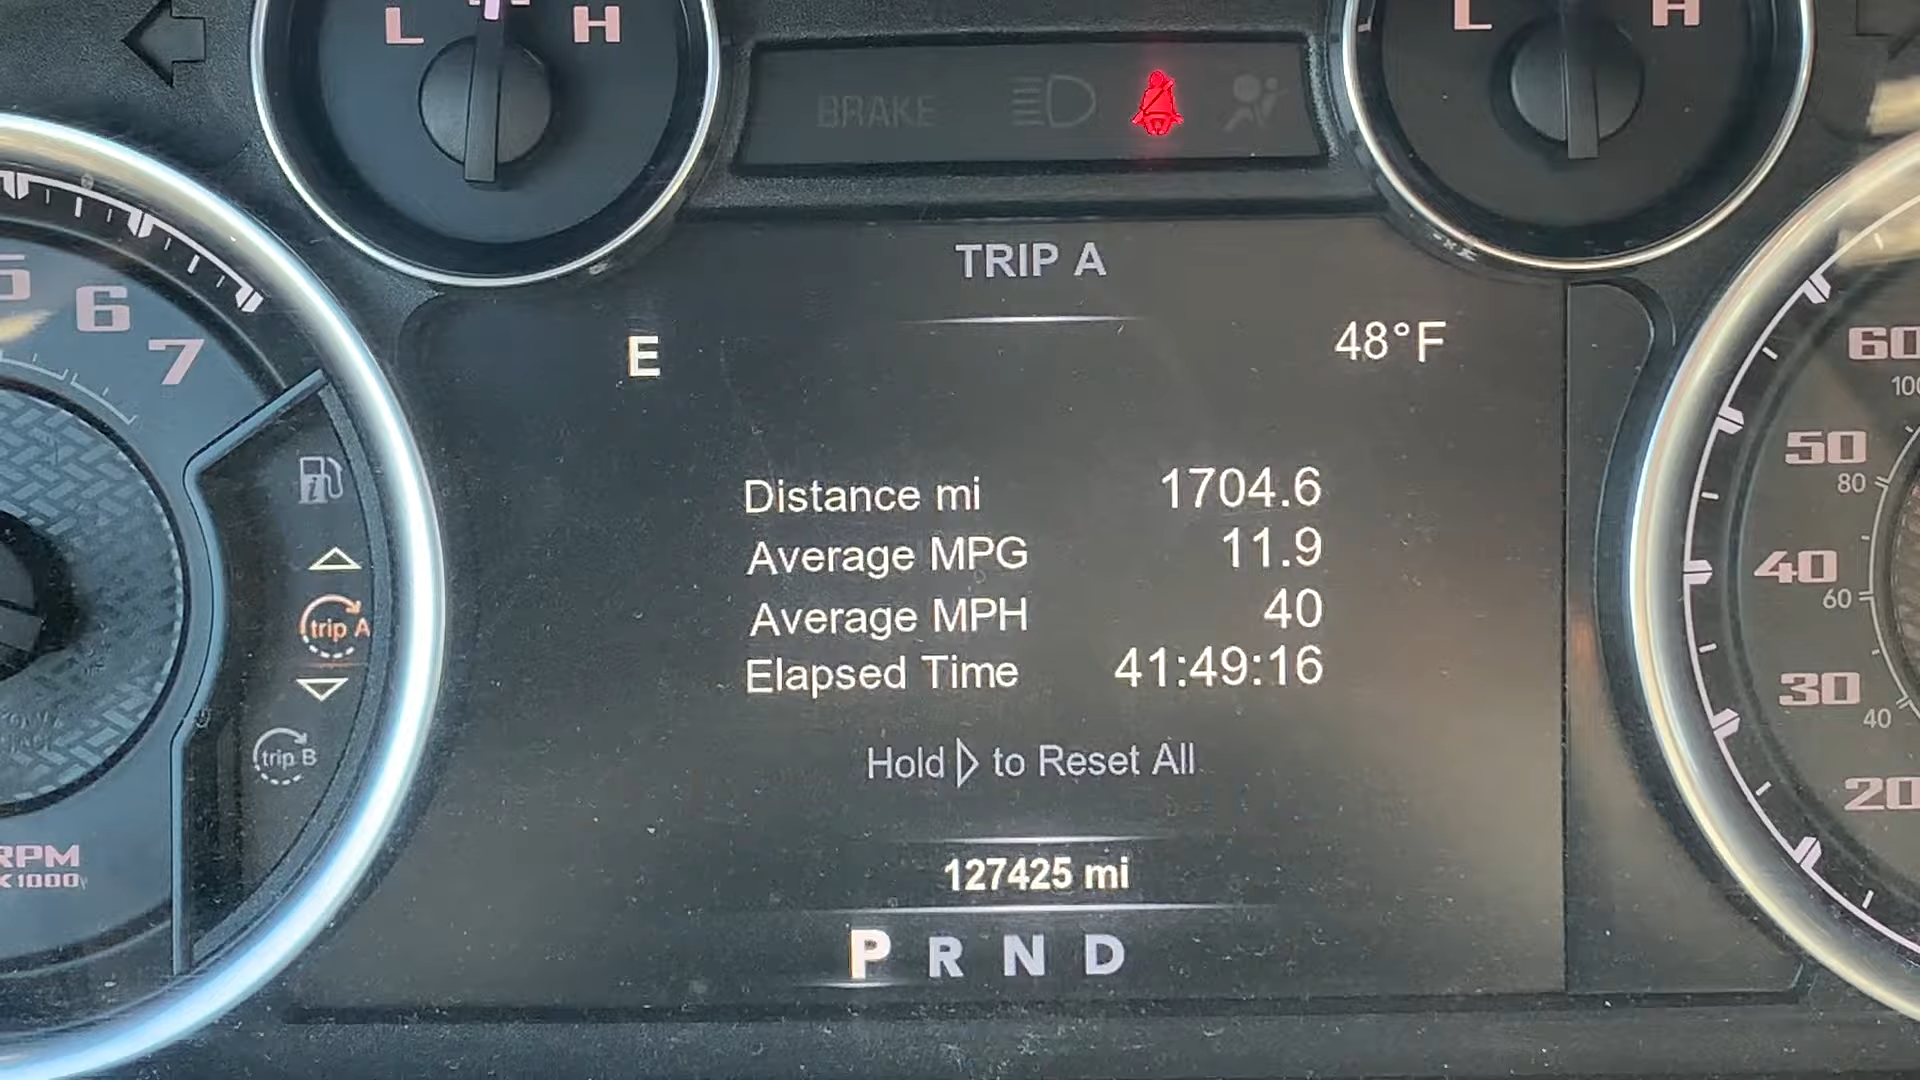 L H
BRAKE
L H
TRIP A
E 48°F
5
6
7
Distance mi 1704.6
Average MPG 11.9
Average MPH 40
Elapsed Time 41:49:16
Hold ▷ to Reset All
127425 mi
P R N D
trip A
trip B
RPM
X1000
60
100
50
80
40
60
30
40
20